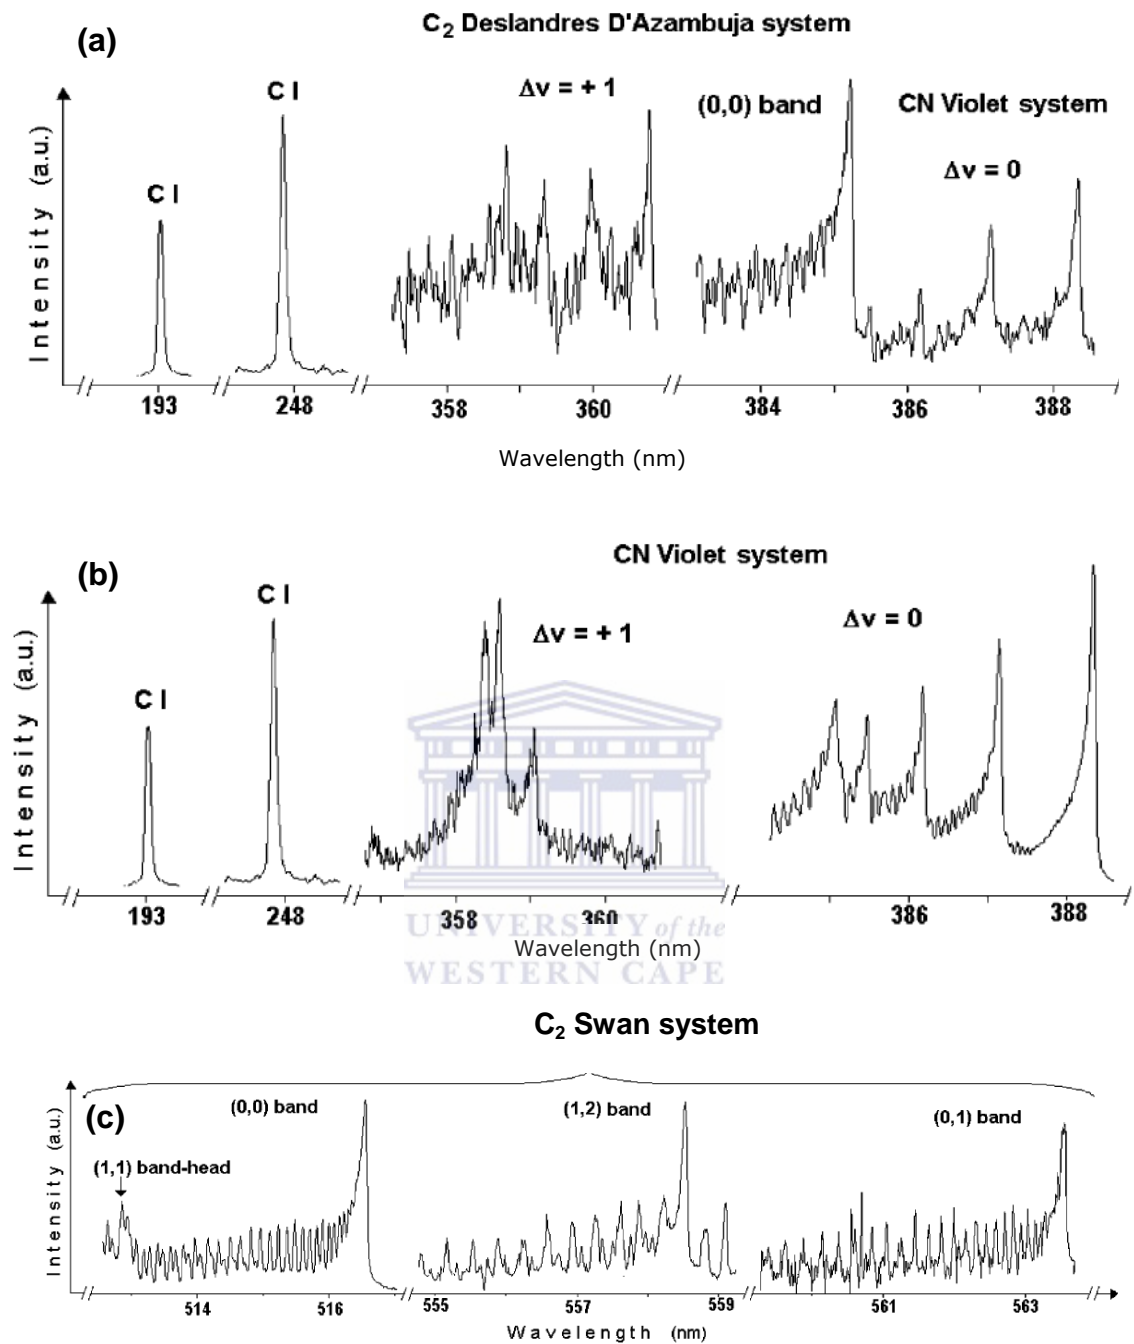 (a)
C₂ Deslandres D'Azambuja system
C I
C I
Δv = + 1
(0,0) band
CN Violet system
Δv = 0
Intensity (a.u.)
193
248
358
360
384
386
388
Wavelength (nm)
(b)
CN Violet system
C I
C I
Δv = + 1
Δv = 0
Intensity (a.u.)
193
248
358
360
386
388
UNIVERSITY of the
Wavelength (nm)
WESTERN CAPE
C₂ Swan system
(c)
(0,0) band
(1,2) band
(0,1) band
(1,1) band-head
Intensity (a.u.)
514
516
555
557
559
561
563
Wavelength (nm)